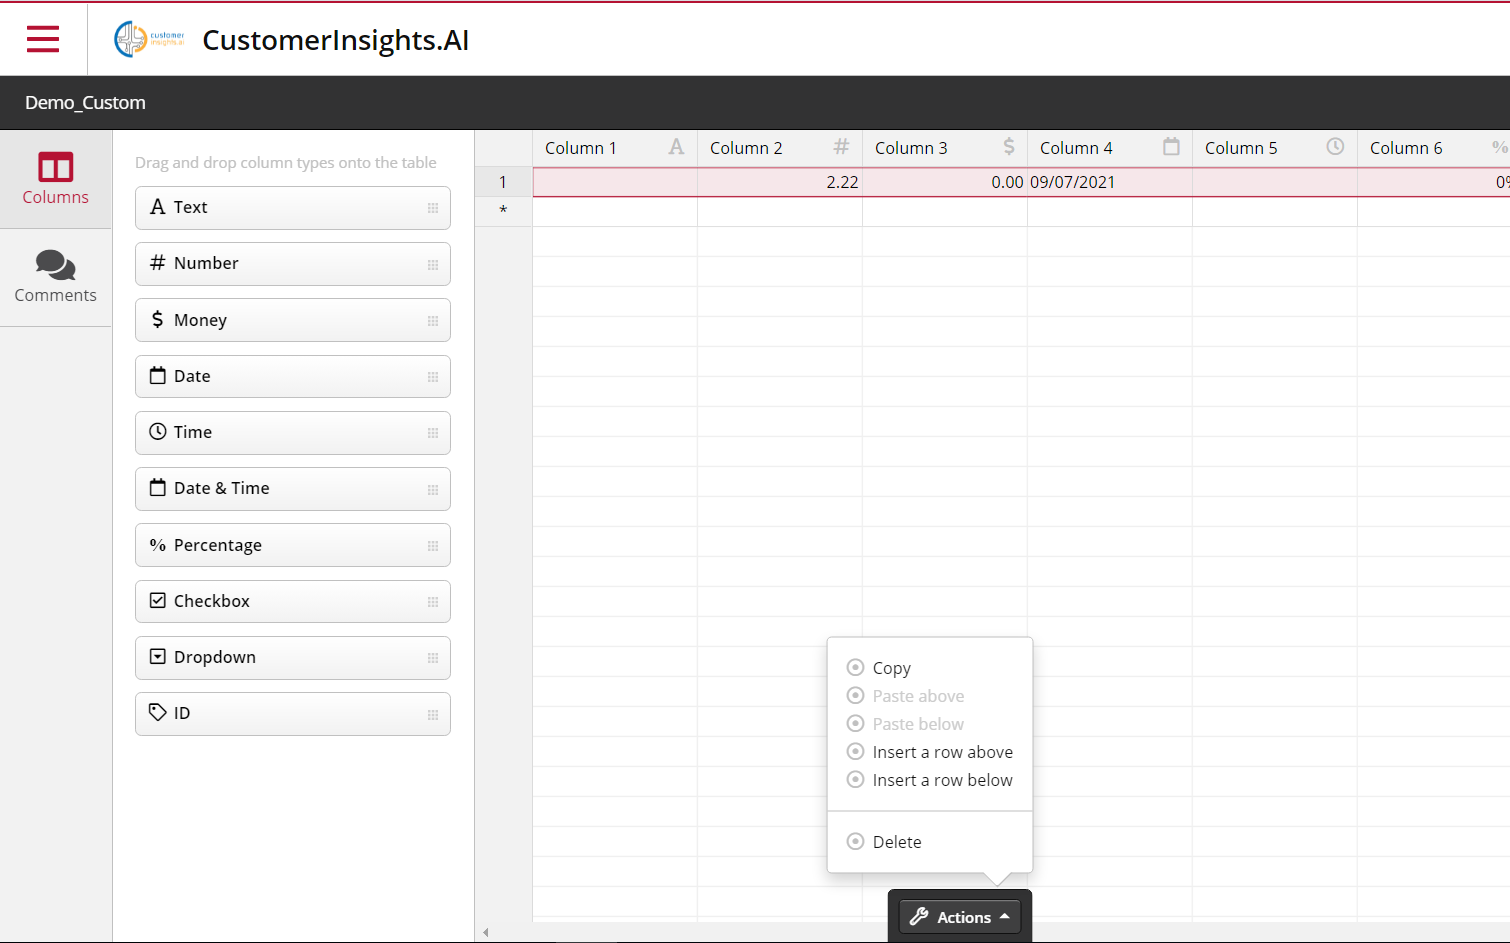 customer
insights.ai
CustomerInsights.AI
Demo_Custom
Columns
Comments
Drag and drop column types onto the table
A Text
# Number
$ Money
Date
Time
Date & Time
% Percentage
Checkbox
Dropdown
ID
Column 1 A Column 2 # Column 3 $ Column 4 Column 5 Column 6 %
1 2.22 0.00 09/07/2021 0%
*
Copy
Paste above
Paste below
Insert a row above
Insert a row below
Delete
Actions